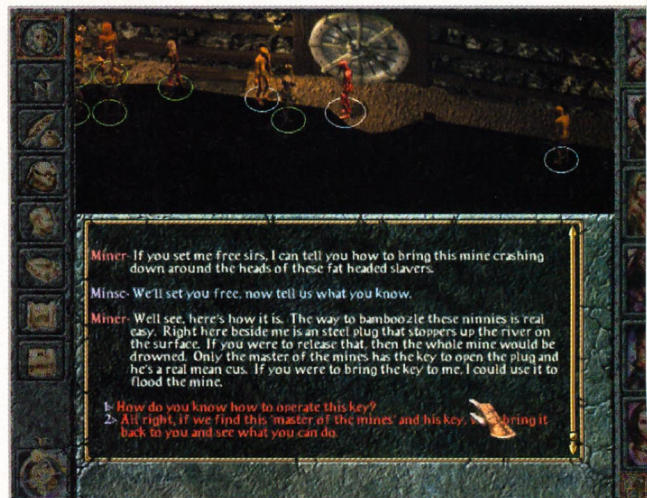 Miner- If you set me free sirs, I can tell you how to bring this mine crashing
down around the heads of these fat headed slavers.
Minsc- We'll set you free, now tell us what you know.
Miner- Well see, here's how it is. The way to bamboozle these ninnies is real
easy. Right here beside me is an steel plug that stoppers up the river on
the surface. If you were to release that, then the whole mine would be
drowned. Only the master of the mines has the key to open the plug and
he's a real mean cus. If you were to bring the key to me, I could use it to
flood the mine.
1- How do you know how to operate this key?
2- All right, if we find this 'master of the mines' and his key, bring it
back to you and see what you can do.
N